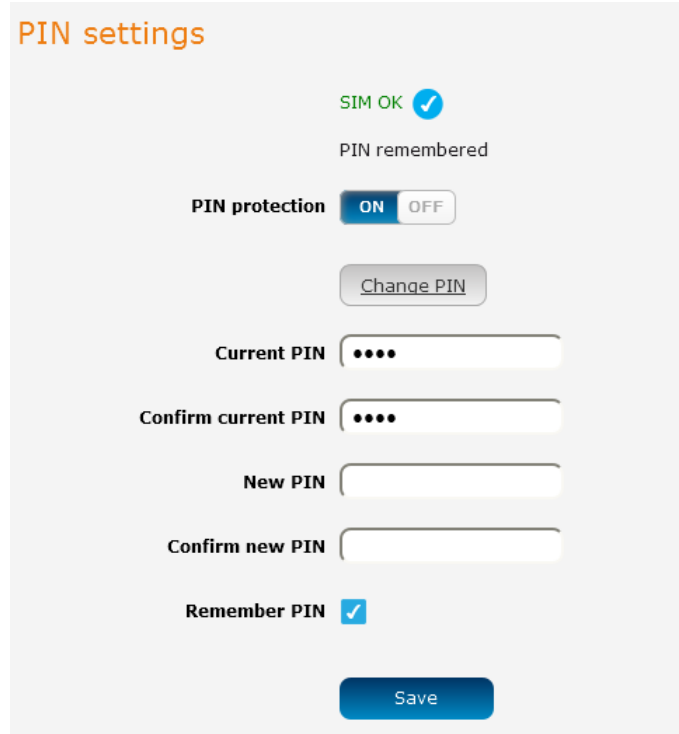 PIN settings
SIM OK
PIN remembered
PIN protection ON OFF
Change PIN
Current PIN ••••
Confirm current PIN ••••
New PIN
Confirm new PIN
Remember PIN
Save